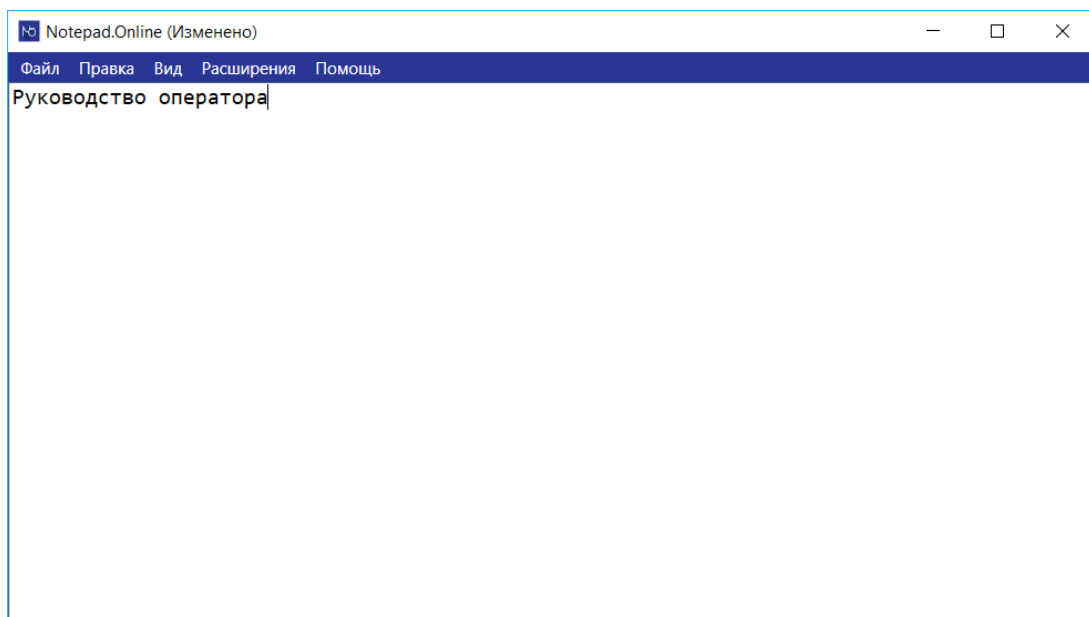 Notepad.Online (Изменено)
Файл Правка Вид Расширения Помощь
Руководство оператора